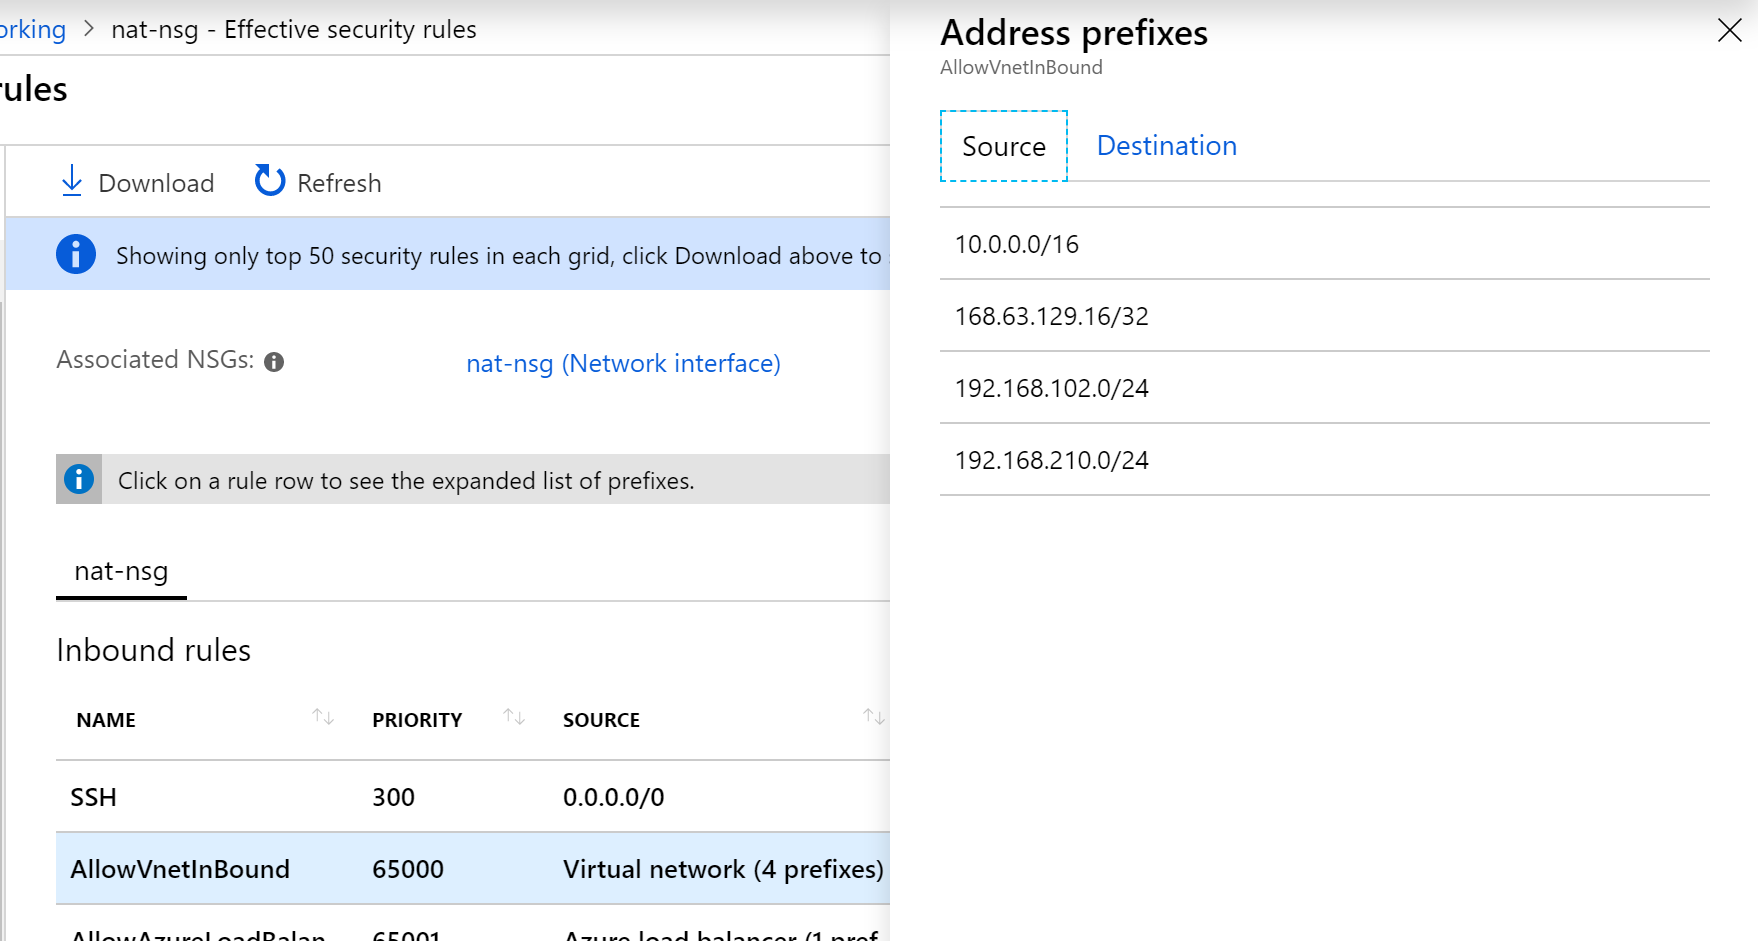 orking > nat-nsg - Effective security rules
rules
Download Refresh
Showing only top 50 security rules in each grid, click Download above to
Associated NSGs: nat-nsg (Network interface)
Click on a rule row to see the expanded list of prefixes.
nat-nsg
Inbound rules
NAME PRIORITY SOURCE
SSH 300 0.0.0.0/0
AllowVnetInBound 65000 Virtual network (4 prefixes)
AllowAzureLoadBalan 65001 Azure load balancer (1 pref
Address prefixes
AllowVnetInBound
Source Destination
10.0.0.0/16
168.63.129.16/32
192.168.102.0/24
192.168.210.0/24